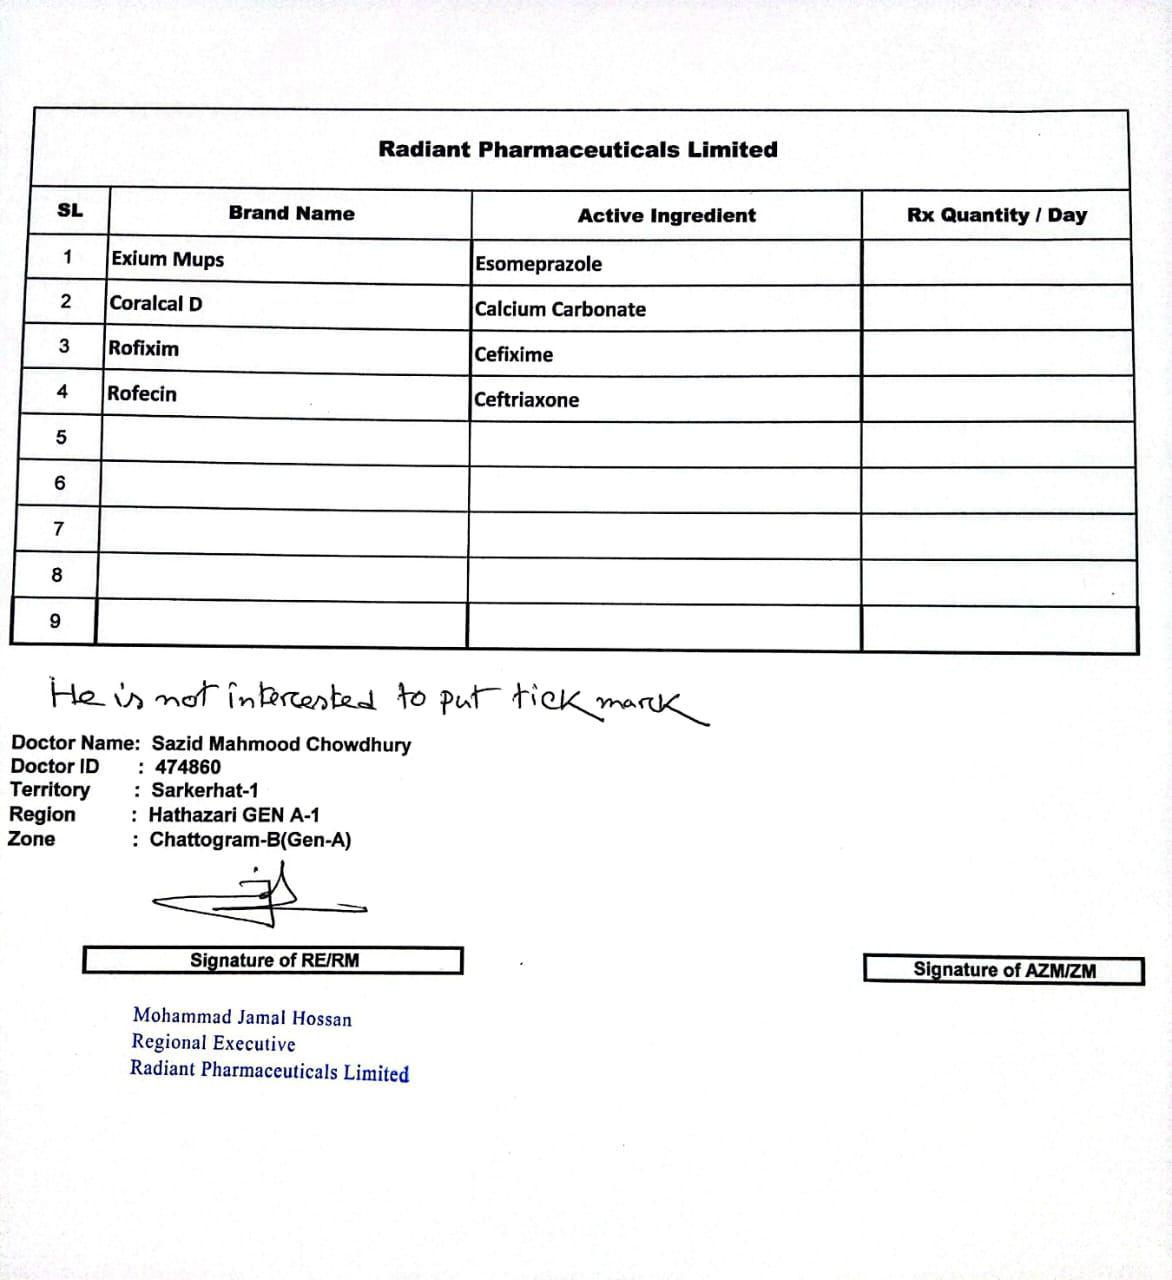 Radiant Pharmaceuticals Limited
SL Brand Name Active Ingredient Rx Quantity / Day
1 Exium Mups Esomeprazole
2 Coralcal D Calcium Carbonate
3 Rofixim Cefixime
4 Rofecin Ceftriaxone
5
6
7
8
9
He is not interested to put tick mark
Doctor Name: Sazid Mahmood Chowdhury
Doctor ID : 474860
Territory : Sarkerhat-1
Region : Hathazari GEN A-1
Zone : Chattogram-B(Gen-A)
Signature of RE/RM Signature of AZM/ZM
Mohammad Jamal Hossan
Regional Executive
Radiant Pharmaceuticals Limited